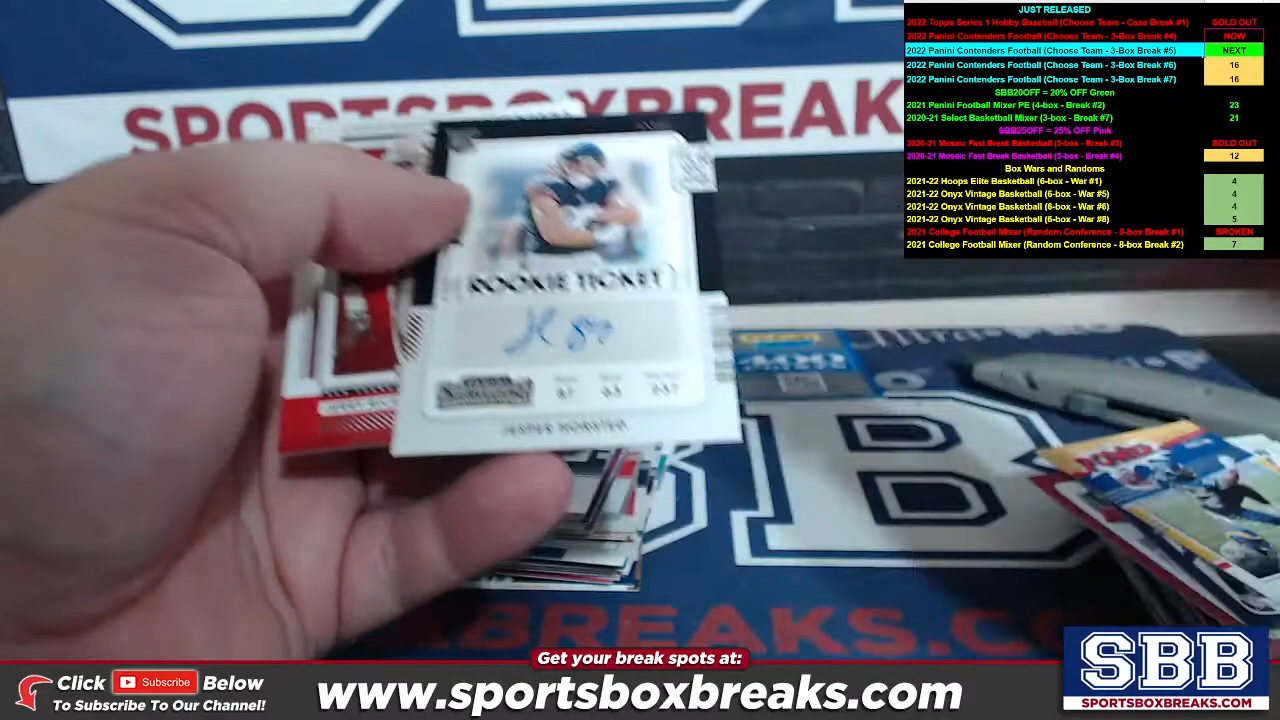 JUST RELEASED
2022 Topps Series 1 Hobby Baseball (Choose Team - Case Break #1) SOLD OUT
2022 Panini Contenders Football (Choose Team - 3-Box Break #4) NOW
2022 Panini Contenders Football (Choose Team - 3-Box Break #5) NEXT
2022 Panini Contenders Football (Choose Team - 3-Box Break #6) 16
2022 Panini Contenders Football (Choose Team - 3-Box Break #7) 16
SBB20OFF = 20% OFF Green
2021 Panini Football Mixer PE (4-box - Break #2) 23
2020-21 Select Basketball Mixer (3-box - Break #7) 21
SBB25OFF = 25% OFF Pink
2020-21 Mosaic Fast Break Basketball (5-box - Break #3) SOLD OUT
2020-21 Mosaic Fast Break Basketball (5-box - Break #4) 12
Box Wars and Randoms
2021-22 Hoops Elite Basketball (6-box - War #1) 4
2021-22 Onyx Vintage Basketball (6-box - War #5) 4
2021-22 Onyx Vintage Basketball (6-box - War #6) 4
2021-22 Onyx Vintage Basketball (6-box - War #8) 5
2021 College Football Mixer (Random Conference - 8-box Break #1) BROKEN
2021 College Football Mixer (Random Conference - 8-box Break #2) 7
SPORTSBOXBREAK
ROOKIE TICKET
JESPER HORSTED
POWER
B
BREAKS.CO
Get your break spots at:
Click Subscribe Below
To Subscribe To Our Channel!
www.sportsboxbreaks.com
SBB
SPORTSBOXBREAKS.COM